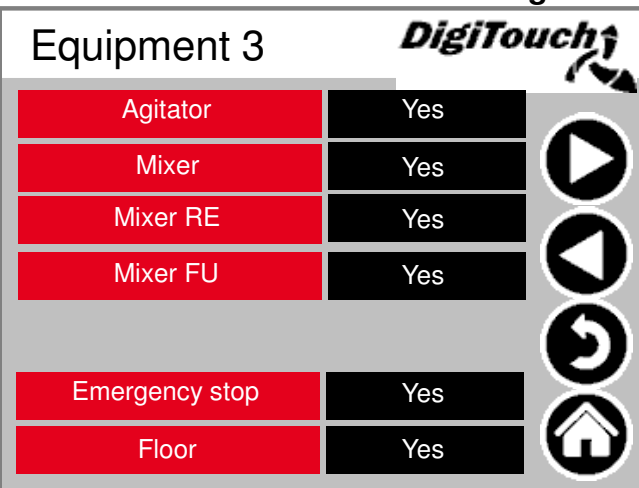 Equipment 3
DigiTouch
Agitator Yes
Mixer Yes
Mixer RE Yes
Mixer FU Yes
Emergency stop Yes
Floor Yes